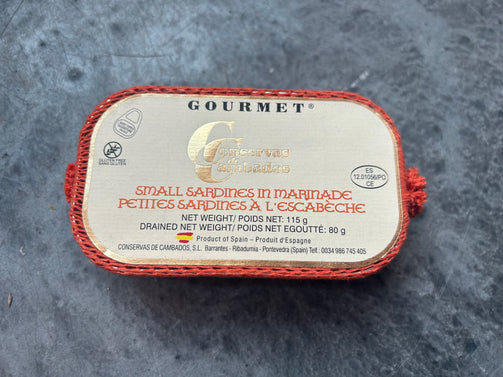 GOURMET®
Conservas
de
Cambados
ES
12.01056/PO
CE
SMALL SARDINES IN MARINADE
PETITES SARDINES À L'ESCABÈCHE
NET WEIGHT/ POIDS NET: 115 g
DRAINED NET WEIGHT/ POIDS NET EGOUTTÉ: 80 g
Product of Spain – Produit d'Espagne
CONSERVAS DE CAMBADOS, S.L. Barrantes - Ribadumia - Pontevedra (Spain) Telf.: 0034 986 745 405